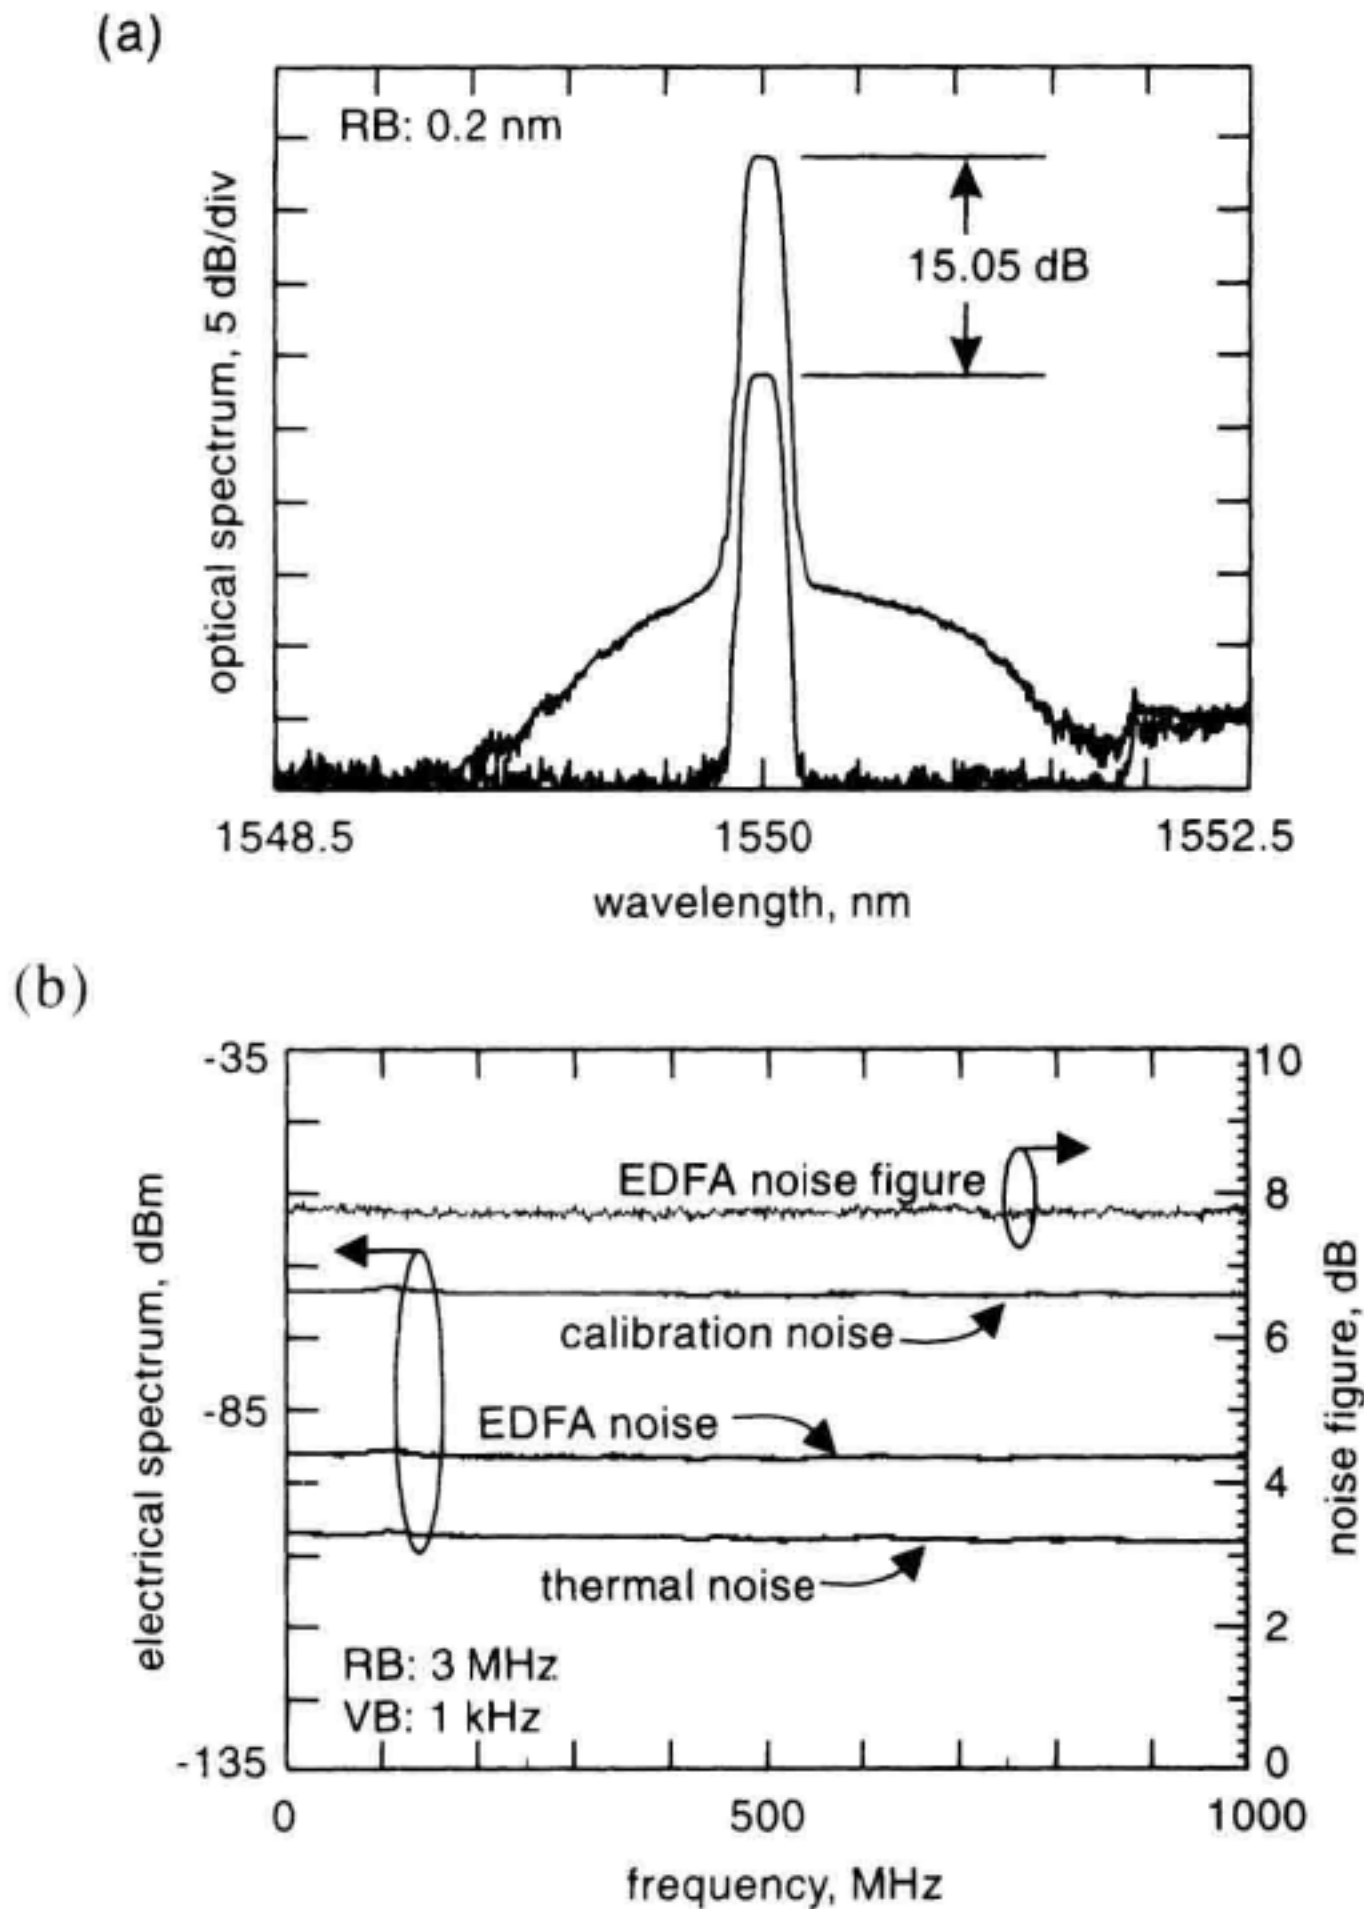 (a)
RB: 0.2 nm
15.05 dB
optical spectrum, 5 dB/div
1548.5
1550
1552.5
wavelength, nm
(b)
-35
10
EDFA noise figure
8
electrical spectrum, dBm
calibration noise
6
noise figure, dB
-85
EDFA noise
4
thermal noise
2
RB: 3 MHz
VB: 1 kHz
-135
0
0
500
1000
frequency, MHz